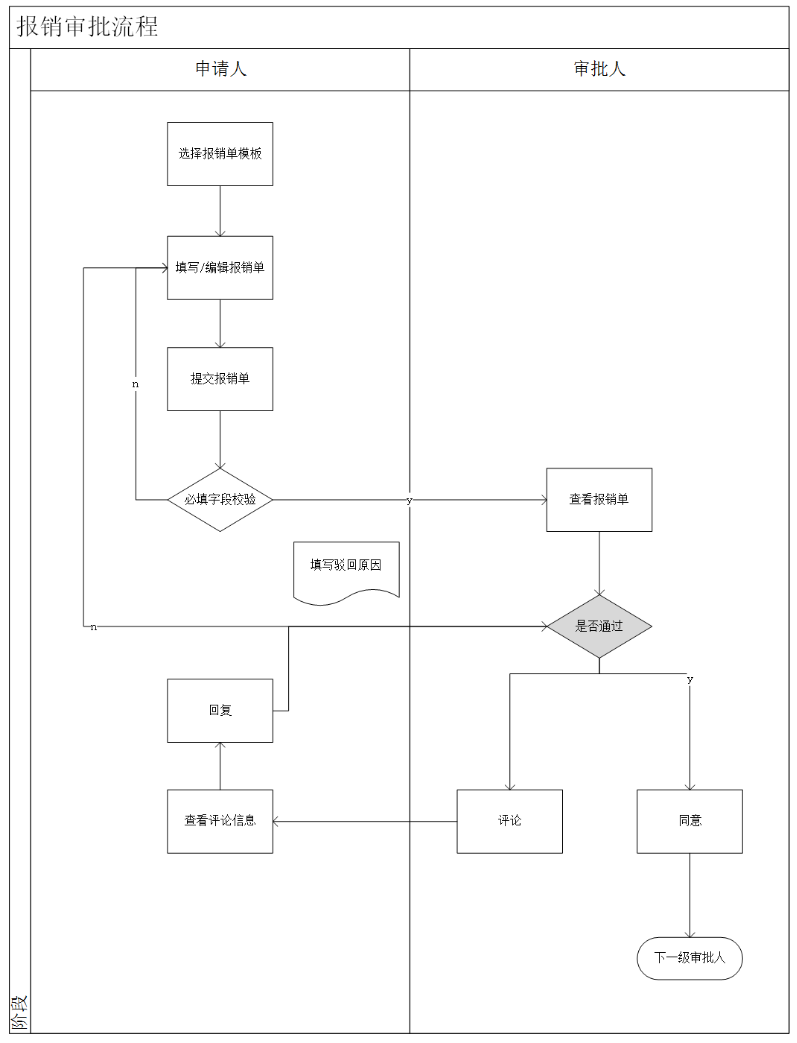 报销审批流程
申请人
审批人
选择报销单模板
填写/编辑报销单
n
提交报销单
必填字段校验
y
查看报销单
填写驳回原因
n
是否通过
y
回复
查看评论信息
评论
同意
下一级审批人
阶段